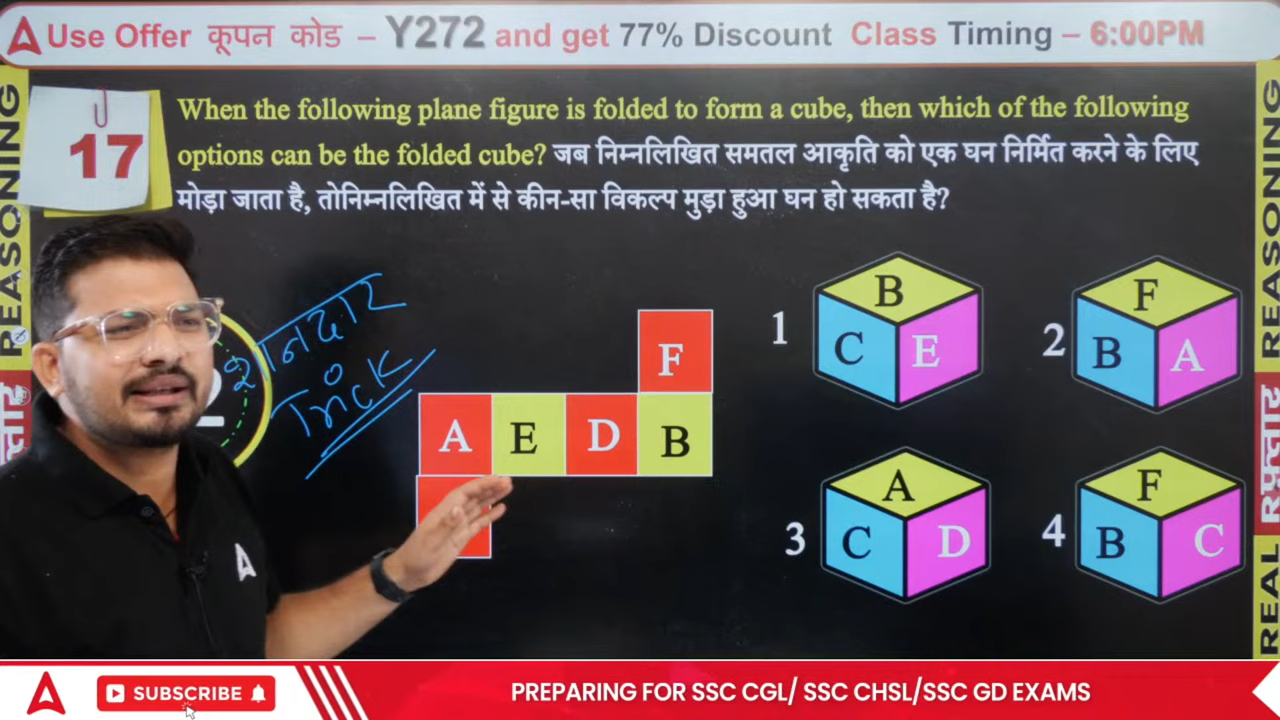 Use Offer कूपन कोड – Y272 and get 77% Discount Class Timing – 6:00PM
REASONING
REASONING
17
When the following plane figure is folded to form a cube, then which of the following
options can be the folded cube? जब निम्नलिखित समतल आकृति को एक घन निर्मित करने के लिए
मोड़ा जाता है, तोनिम्नलिखित में से कौन-सा विकल्प मुड़ा हुआ घन हो सकता है?
शानदार
Trick
2
F
A E D B
1
B
C E
2
F
B A
3
A
C D
4
F
B C
रफ़्तार
REAL
A
SUBSCRIBE
PREPARING FOR SSC CGL/ SSC CHSL/SSC GD EXAMS